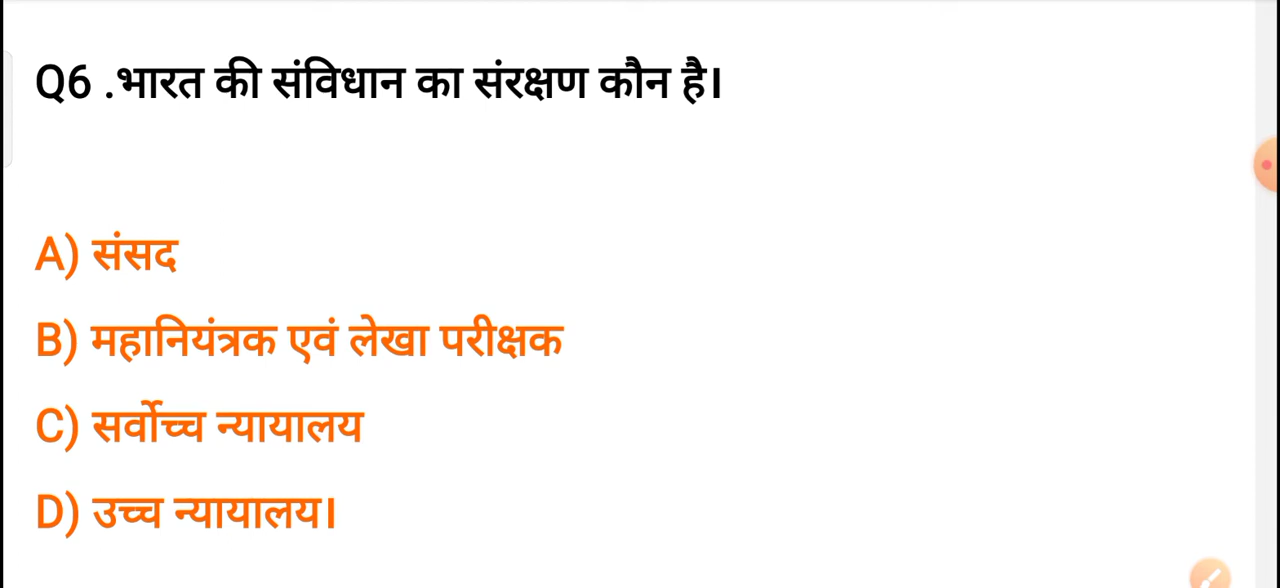 Q6 .भारत की संविधान का संरक्षण कौन है।
A) संसद
B) महानियंत्रक एवं लेखा परीक्षक
C) सर्वोच्च न्यायालय
D) उच्च न्यायालय।